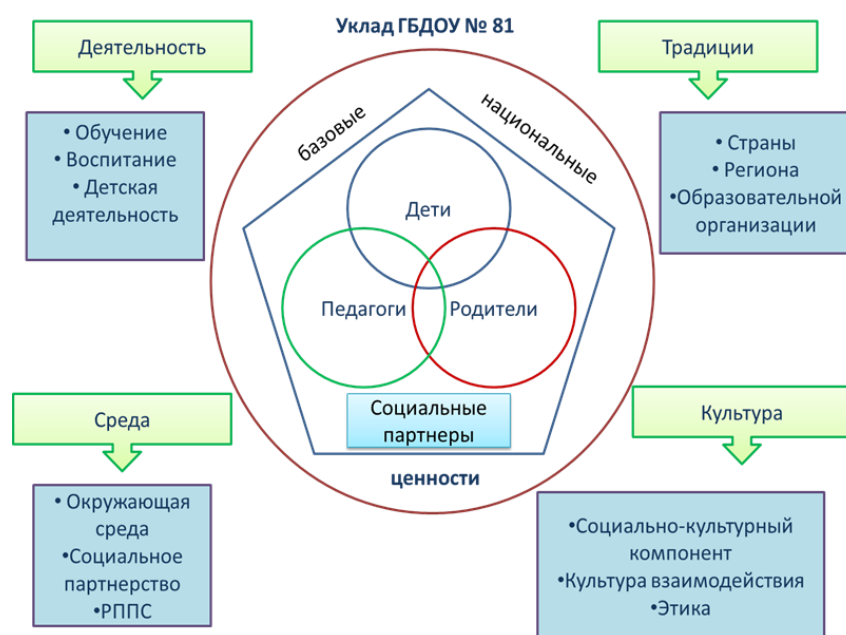 Уклад ГБДОУ № 81
Деятельность
• Обучение
• Воспитание
• Детская
деятельность
Традиции
• Страны
• Региона
•Образовательной
организации
базовые
национальные
Дети
Педагоги
Родители
Социальные
партнеры
ценности
Среда
• Окружающая
среда
•Социальное
партнерство
•РППС
Культура
•Социально-культурный
компонент
•Культура взаимодействия
•Этика